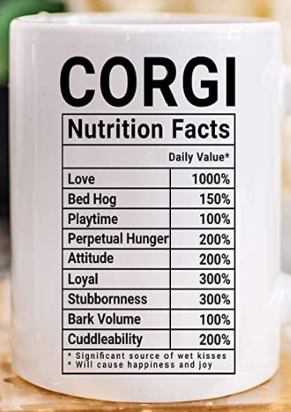 CORGI
Nutrition Facts
Daily Value*
Love 1000%
Bed Hog 150%
Playtime 100%
Perpetual Hunger 200%
Attitude 200%
Loyal 300%
Stubbornness 300%
Bark Volume 100%
Cuddleability 200%
* Significant source of wet kisses
* Will cause happiness and joy